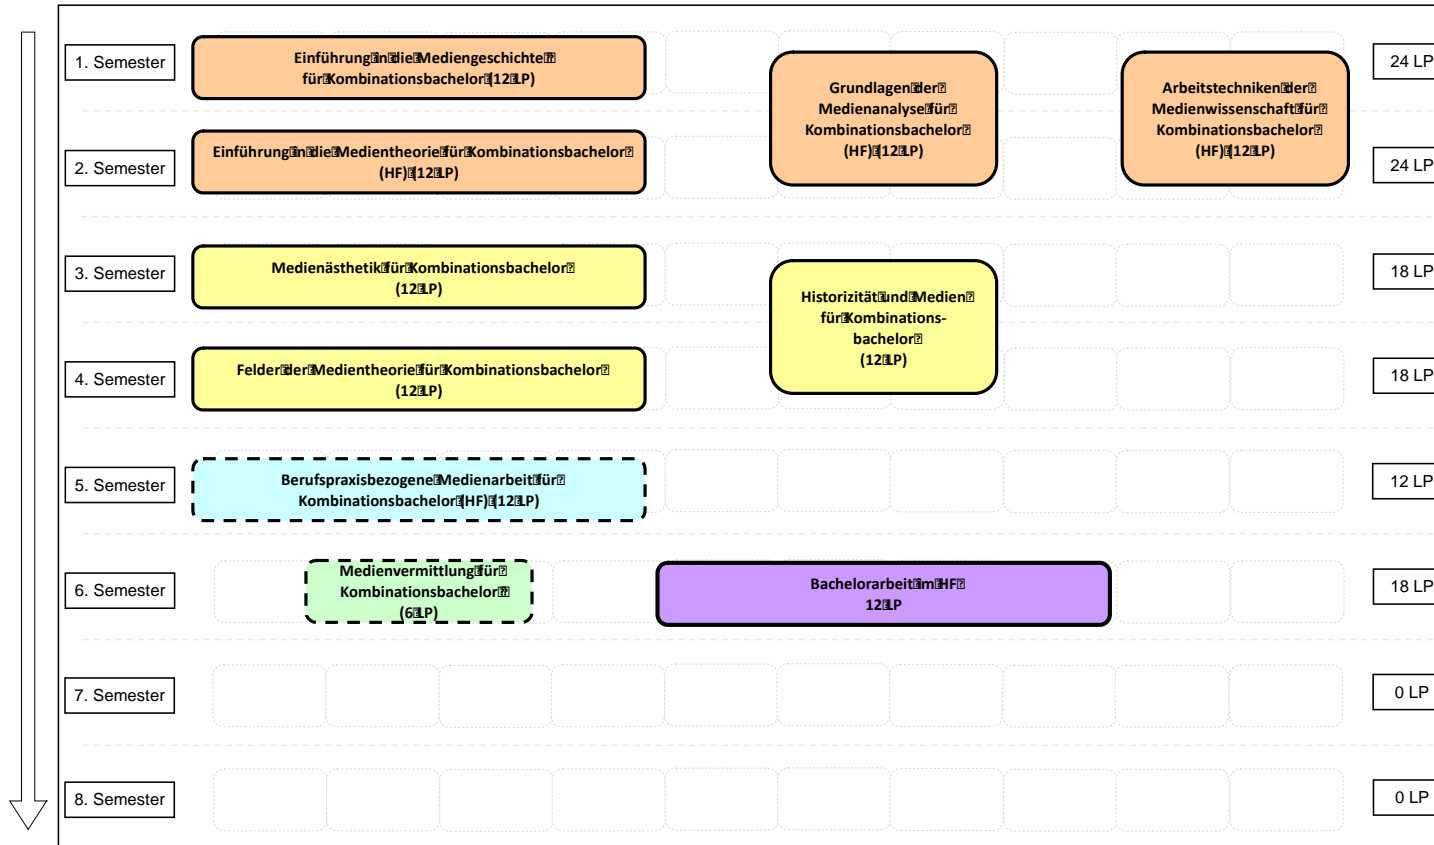 1. Semester
Einführung in die Mediengeschichte
für Kombinationsbachelor (12 LP)
Grundlagen der
Medienanalyse für
Kombinationsbachelor
(HF) (12 LP)
Arbeitstechniken der
Medienwissenschaft für
Kombinationsbachelor
(HF) (12 LP)
24 LP
2. Semester
Einführung in die Medientheorie für Kombinationsbachelor
(HF) (12 LP)
24 LP
3. Semester
Medienästhetik für Kombinationsbachelor
(12 LP)
Historizität und Medien
für Kombinations-
bachelor
(12 LP)
18 LP
4. Semester
Felder der Medientheorie für Kombinationsbachelor
(12 LP)
18 LP
5. Semester
Berufspraxisbezogene Medienarbeit für
Kombinationsbachelor (HF) (12 LP)
12 LP
6. Semester
Medienvermittlung für
Kombinationsbachelor
(6 LP)
Bachelorarbeit im HF
12 LP
18 LP
7. Semester
0 LP
8. Semester
0 LP